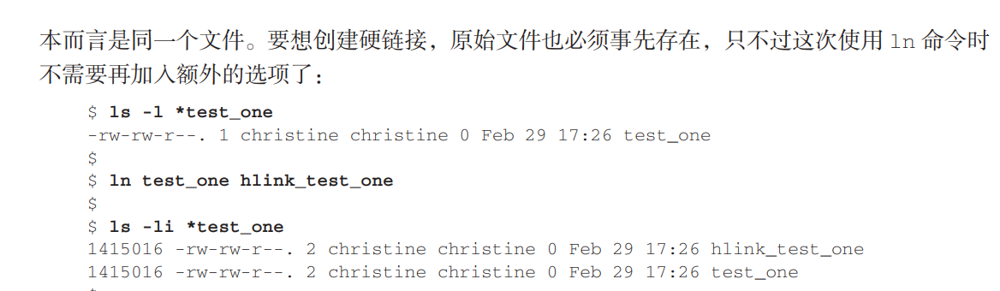 本而言是同一个文件。要想创建硬链接，原始文件也必须事先存在，只不过这次使用 ln 命令时
不需要再加入额外的选项了：
$ ls -l *test_one
-rw-rw-r--. 1 christine christine 0 Feb 29 17:26 test_one
$
$ ln test_one hlink_test_one
$
$ ls -li *test_one
1415016 -rw-rw-r--. 2 christine christine 0 Feb 29 17:26 hlink_test_one
1415016 -rw-rw-r--. 2 christine christine 0 Feb 29 17:26 test_one